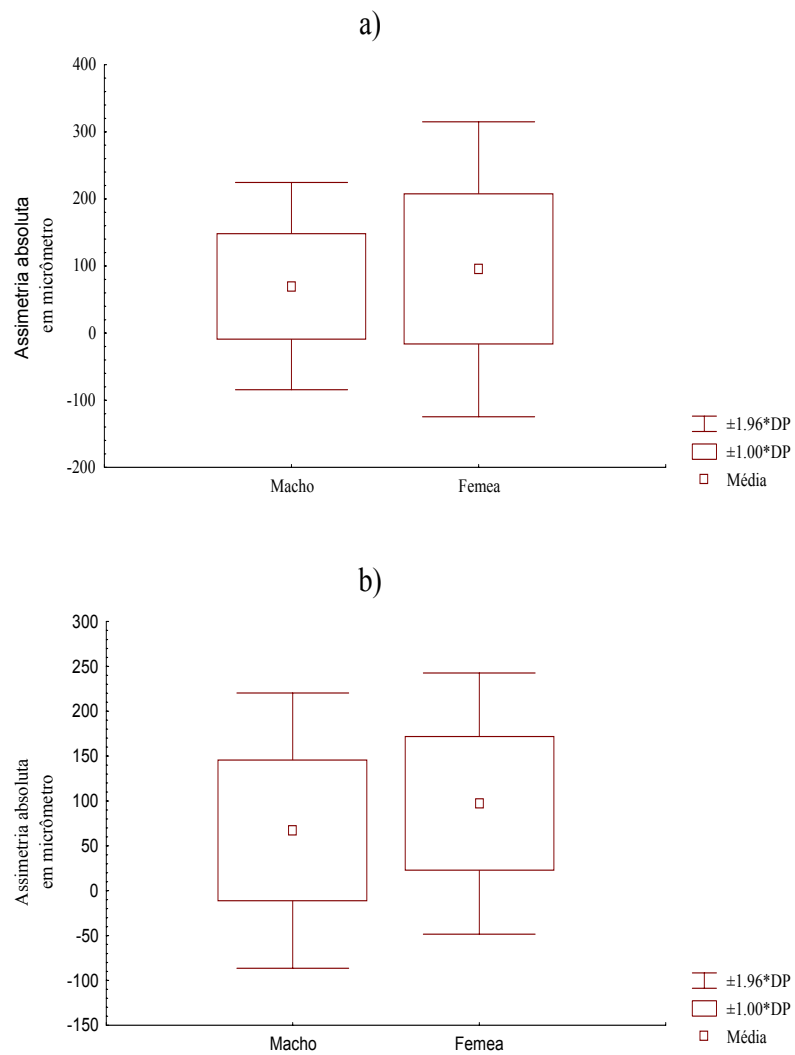 a)
400
300
200
100
0
-100
-200
Assimetria absoluta
em micrômetro
Macho
Femea
±1.96*DP
±1.00*DP
Média
b)
300
250
200
150
100
50
0
-50
-100
-150
Assimetria absoluta
em micrômetro
Macho
Femea
±1.96*DP
±1.00*DP
Média